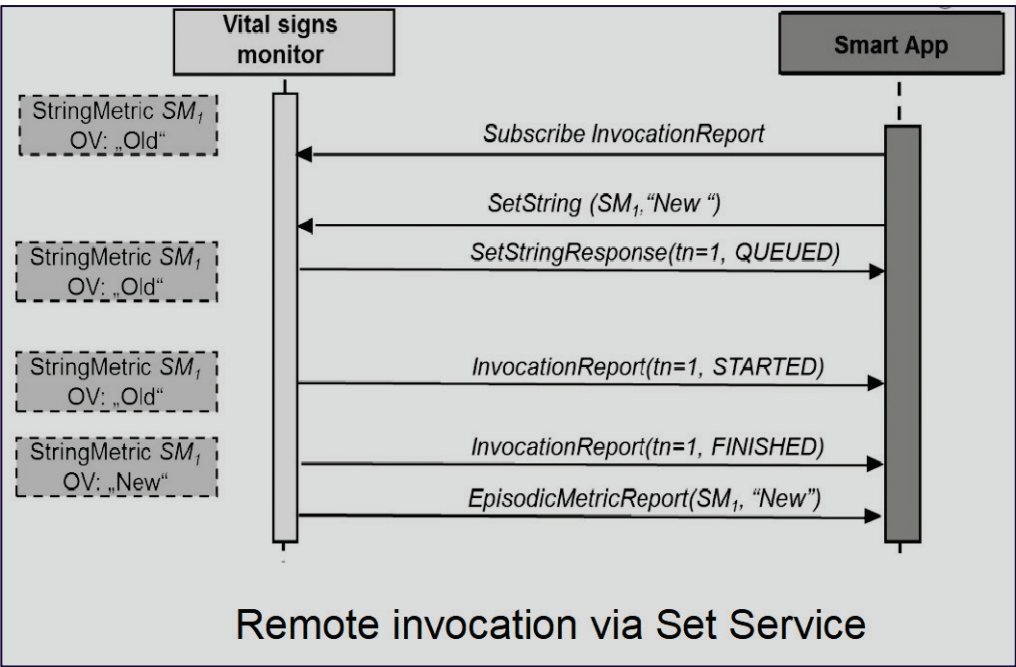 Vital signs
monitor
Smart App
StringMetric SM₁
OV: „Old“
Subscribe InvocationReport
SetString (SM₁,“New “)
StringMetric SM₁
OV: „Old“
SetStringResponse(tn=1, QUEUED)
StringMetric SM₁
OV: „Old“
InvocationReport(tn=1, STARTED)
StringMetric SM₁
OV: „New“
InvocationReport(tn=1, FINISHED)
EpisodicMetricReport(SM₁, “New”)
Remote invocation via Set Service